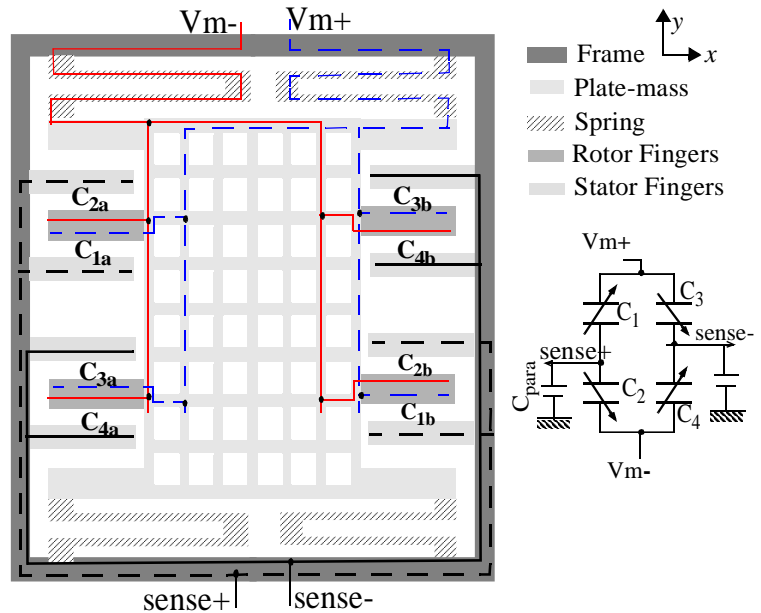 Vm- Vm+
y
x
Frame
Plate-mass
Spring
Rotor Fingers
Stator Fingers
C2a
C1a
C3b
C4b
C3a
C4a
C2b
C1b
Vm+
C1
C3
sense+
sense-
Cpara
C2
C4
Vm-
sense+ sense-